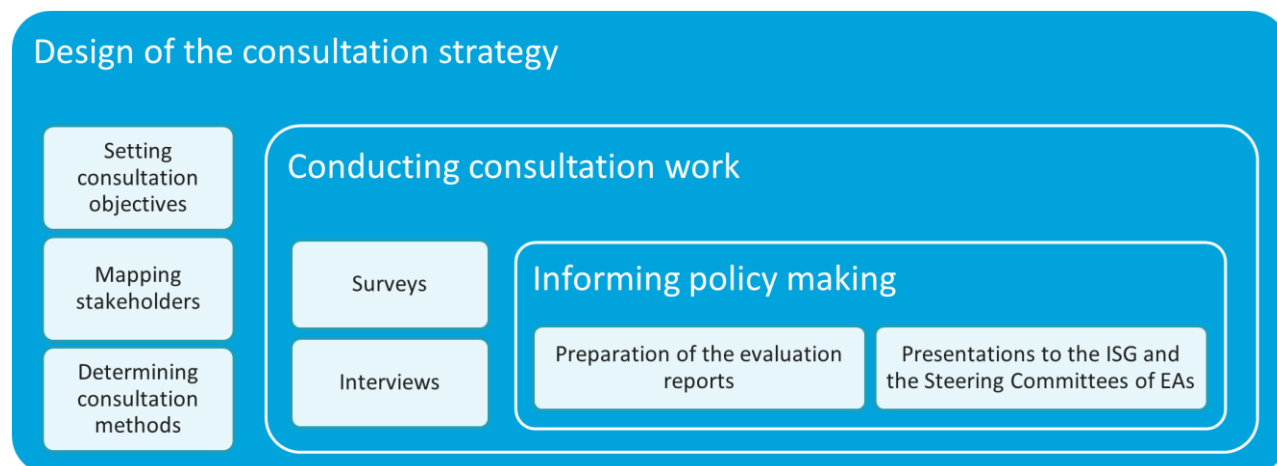 Design of the consultation strategy
Setting
consultation
objectives
Mapping
stakeholders
Determining
consultation
methods
Conducting consultation work
Surveys
Interviews
Informing policy making
Preparation of the evaluation
reports
Presentations to the ISG and
the Steering Committees of EAs